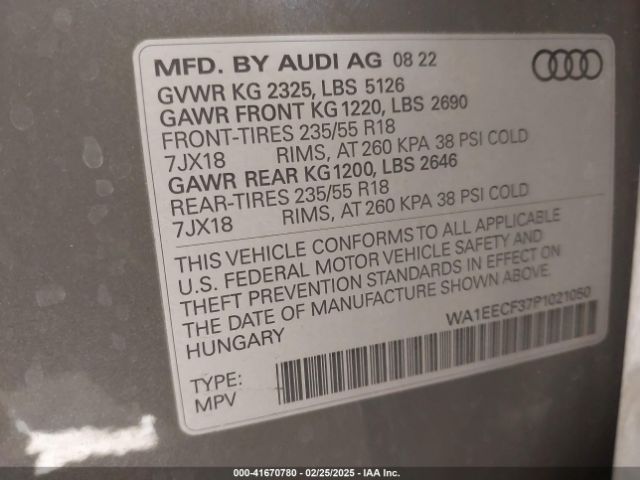 MFD. BY AUDI AG 08 22
GVWR KG 2325, LBS 5126
GAWR FRONT KG 1220, LBS 2690
FRONT-TIRES 235/55 R18
7JX18 RIMS, AT 260 KPA 38 PSI COLD
GAWR REAR KG 1200, LBS 2646
REAR-TIRES 235/55 R18
7JX18 RIMS, AT 260 KPA 38 PSI COLD
THIS VEHICLE CONFORMS TO ALL APPLICABLE
U.S. FEDERAL MOTOR VEHICLE SAFETY AND
THEFT PREVENTION STANDARDS IN EFFECT ON
THE DATE OF MANUFACTURE SHOWN ABOVE.
HUNGARY
WA1EECF37P1021050
TYPE:
MPV
000-41670780 - 02/25/2025 - IAA Inc.